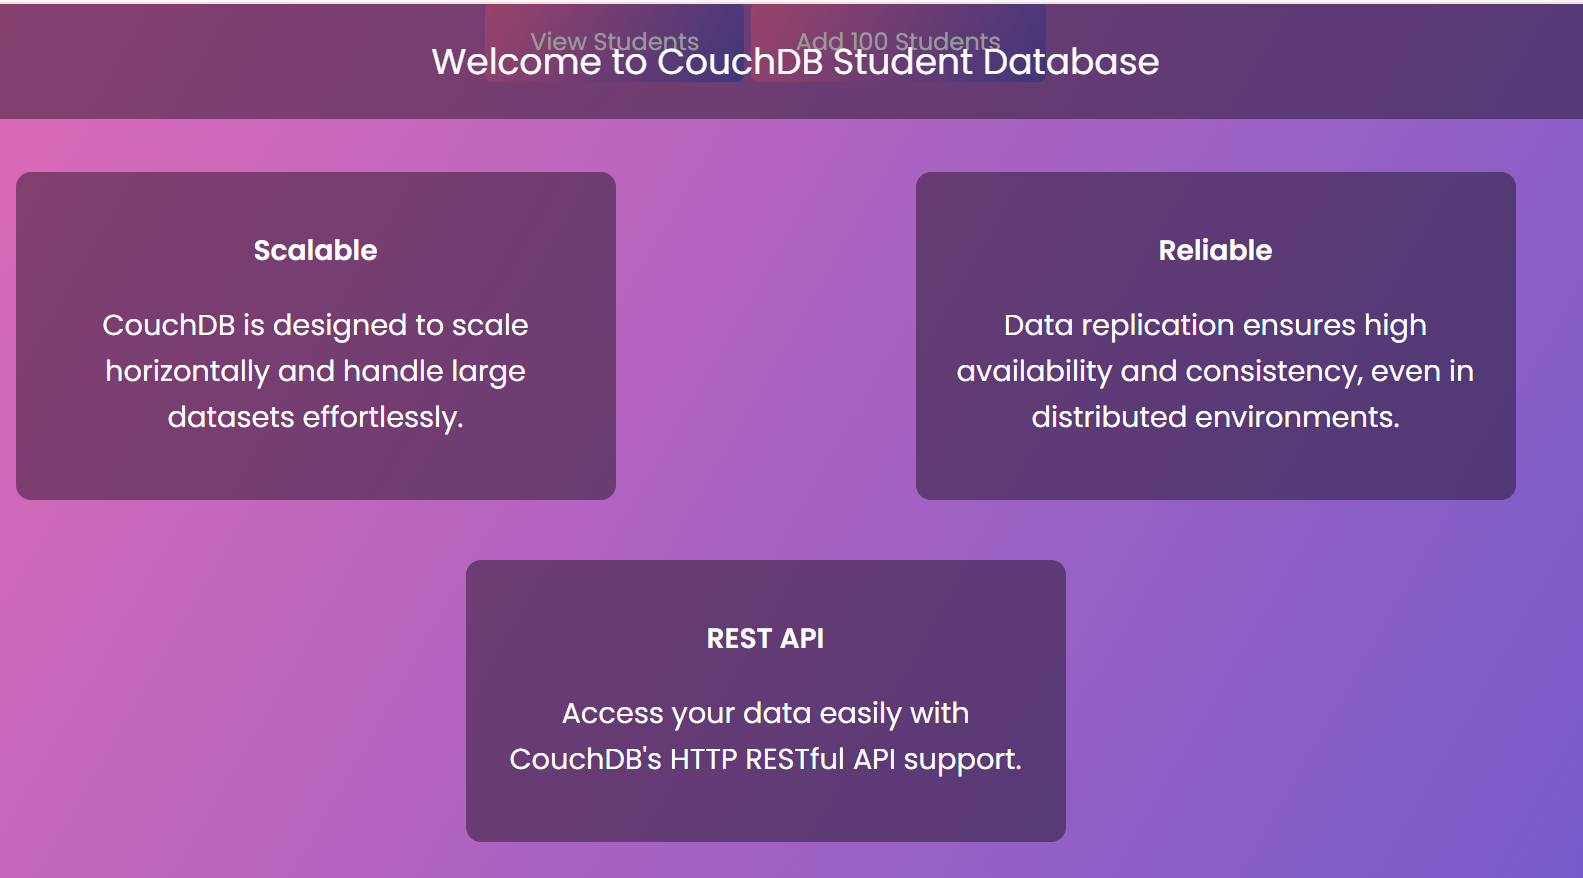 View Students
Add 100 Students
Welcome to CouchDB Student Database
Scalable
CouchDB is designed to scale
horizontally and handle large
datasets effortlessly.
Reliable
Data replication ensures high
availability and consistency, even in
distributed environments.
REST API
Access your data easily with
CouchDB's HTTP RESTful API support.